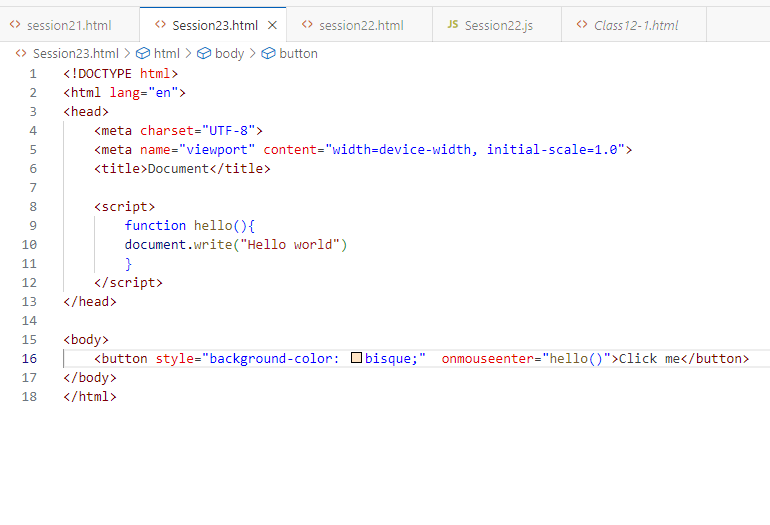 session21.html Session23.html session22.html JS Session22.js Class12-1.html
Session23.html > html > body > button
1 <!DOCTYPE html>
2 <html lang="en">
3 <head>
4 <meta charset="UTF-8">
5 <meta name="viewport" content="width=device-width, initial-scale=1.0">
6 <title>Document</title>
7
8 <script>
9 function hello(){
10 document.write("Hello world")
11 }
12 </script>
13 </head>
14
15 <body>
16 <button style="background-color: bisque;"  onmouseenter="hello()">Click me</button>
17 </body>
18 </html>